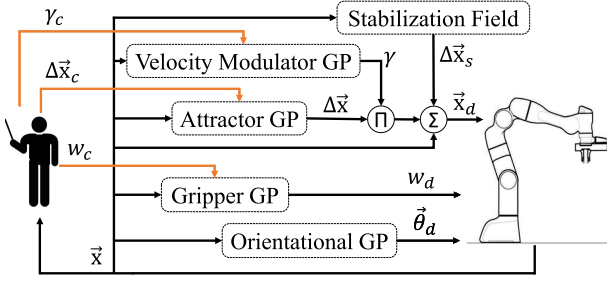 γ_c
Stabilization Field
Velocity Modulator GP
γ
Δx⃗_s
Δx⃗_c
Attractor GP
Δx⃗
Π
Σ
x⃗_d
w_c
Gripper GP
w_d
Orientational GP
θ⃗_d
x⃗